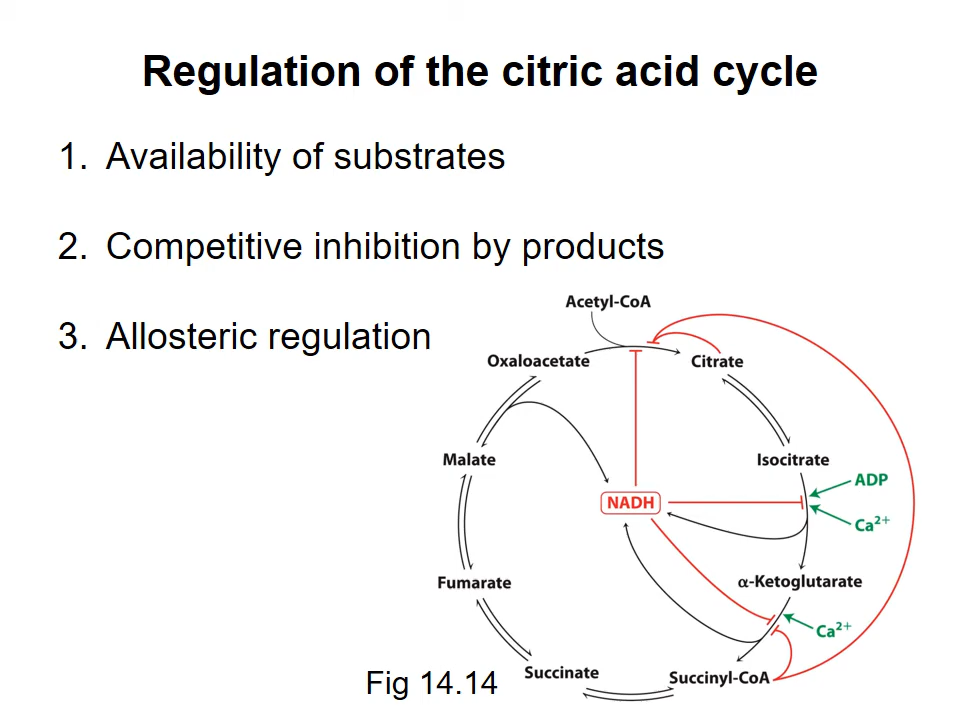 Regulation of the citric acid cycle
1. Availability of substrates
2. Competitive inhibition by products
3. Allosteric regulation
Acetyl-CoA
Oxaloacetate
Citrate
Malate
Isocitrate
ADP
NADH
Ca²⁺
Fumarate
α-Ketoglutarate
Ca²⁺
Succinate
Succinyl-CoA
Fig 14.14